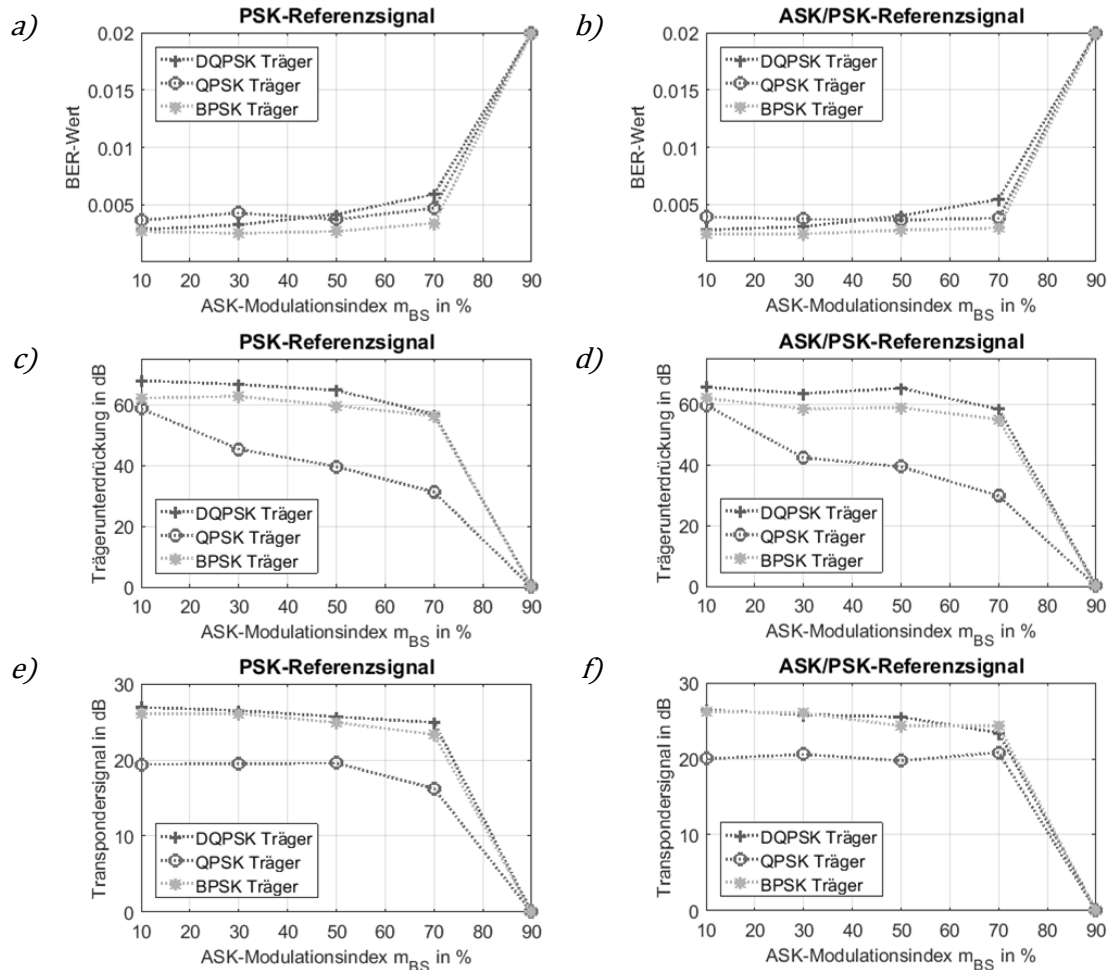 a)
PSK-Referenzsignal
0.02
0.015
0.01
0.005
BER-Wert
DQPSK Träger
QPSK Träger
BPSK Träger
10 20 30 40 50 60 70 80 90
ASK-Modulationsindex m_BS in %
b)
ASK/PSK-Referenzsignal
0.02
0.015
0.01
0.005
BER-Wert
DQPSK Träger
QPSK Träger
BPSK Träger
10 20 30 40 50 60 70 80 90
ASK-Modulationsindex m_BS in %
c)
PSK-Referenzsignal
60
40
20
0
Trägerunterdrückung in dB
DQPSK Träger
QPSK Träger
BPSK Träger
10 20 30 40 50 60 70 80 90
ASK-Modulationsindex m_BS in %
d)
ASK/PSK-Referenzsignal
60
40
20
0
Trägerunterdrückung in dB
DQPSK Träger
QPSK Träger
BPSK Träger
10 20 30 40 50 60 70 80 90
ASK-Modulationsindex m_BS in %
e)
PSK-Referenzsignal
30
20
10
0
Transpondersignal in dB
DQPSK Träger
QPSK Träger
BPSK Träger
10 20 30 40 50 60 70 80 90
ASK-Modulationsindex m_BS in %
f)
ASK/PSK-Referenzsignal
30
20
10
0
Transpondersignal in dB
DQPSK Träger
QPSK Träger
BPSK Träger
10 20 30 40 50 60 70 80 90
ASK-Modulationsindex m_BS in %